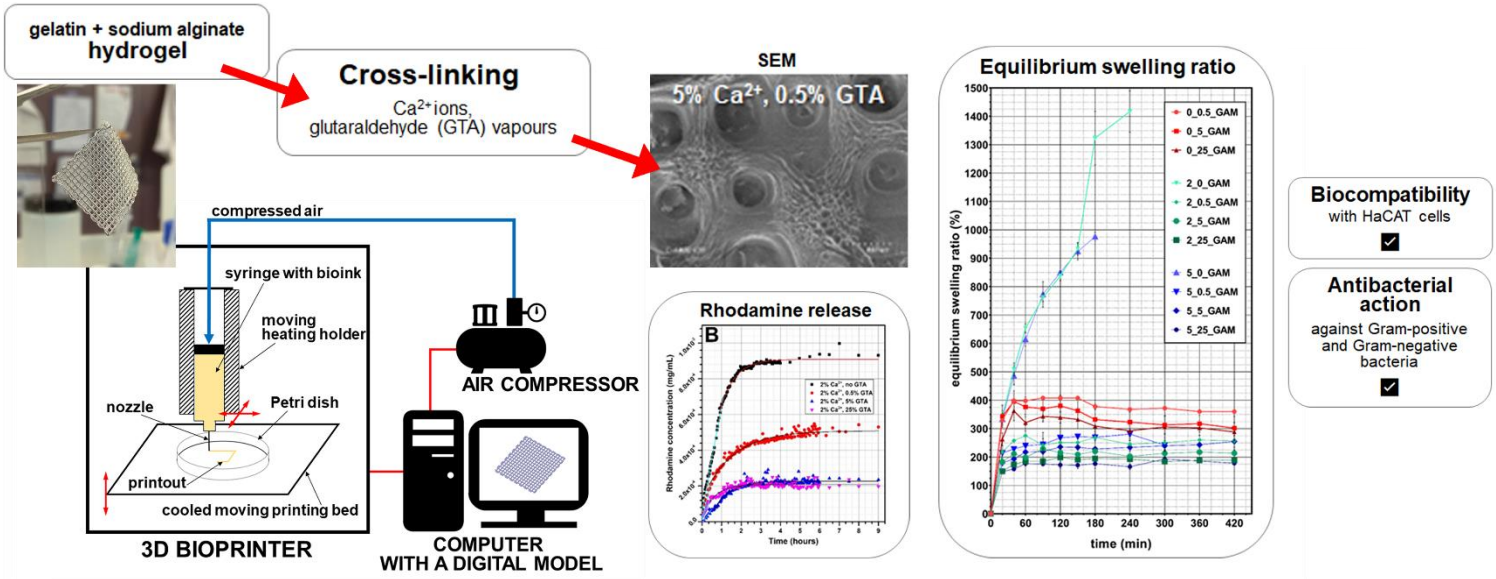 gelatin + sodium alginate
hydrogel
Cross-linking
Ca²⁺ ions,
glutaraldehyde (GTA) vapours
SEM
5% Ca²⁺, 0.5% GTA
compressed air
syringe with bioink
moving
heating holder
nozzle
Petri dish
printout
cooled moving printing bed
3D BIOPRINTER
AIR COMPRESSOR
COMPUTER
WITH A DIGITAL MODEL
Rhodamine release
B
Rhodamine concentration (mg/mL)
0.0
2% Ca²⁺, no GTA
2% Ca²⁺, 0.5% GTA
2% Ca²⁺, 5% GTA
2% Ca²⁺, 25% GTA
0 1 2 3 4 5 6 7 8 9
Time (hours)
Equilibrium swelling ratio
equilibrium swelling ratio (%)
1500
1400
1300
1200
1100
1000
900
800
700
600
500
400
300
200
100
0
0_0.5_GAM
0_5_GAM
0_25_GAM
2_0_GAM
2_0.5_GAM
2_5_GAM
2_25_GAM
5_0_GAM
5_0.5_GAM
5_5_GAM
5_25_GAM
0 60 120 180 240 300 360 420
time (min)
Biocompatibility
with HaCAT cells
Antibacterial
action
against Gram-positive
and Gram-negative
bacteria